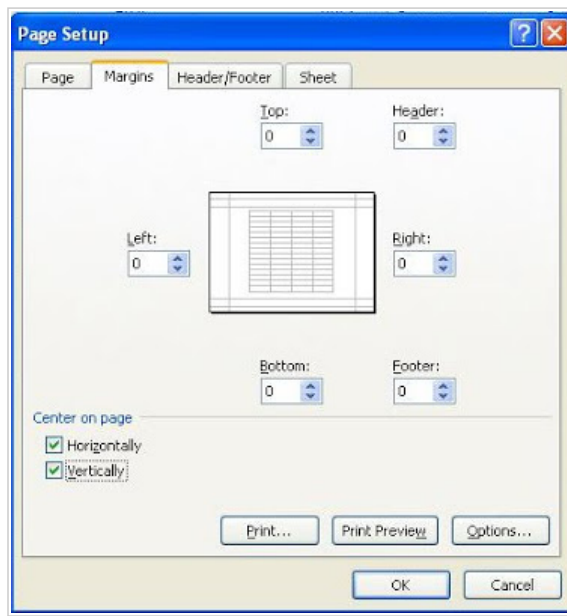 Page Setup
Page Margins Header/Footer Sheet
Top: Header:
0 0
Left: Right:
0 0
Bottom: Footer:
0 0
Center on page
Horizontally
Vertically
Print... Print Preview Options...
OK Cancel